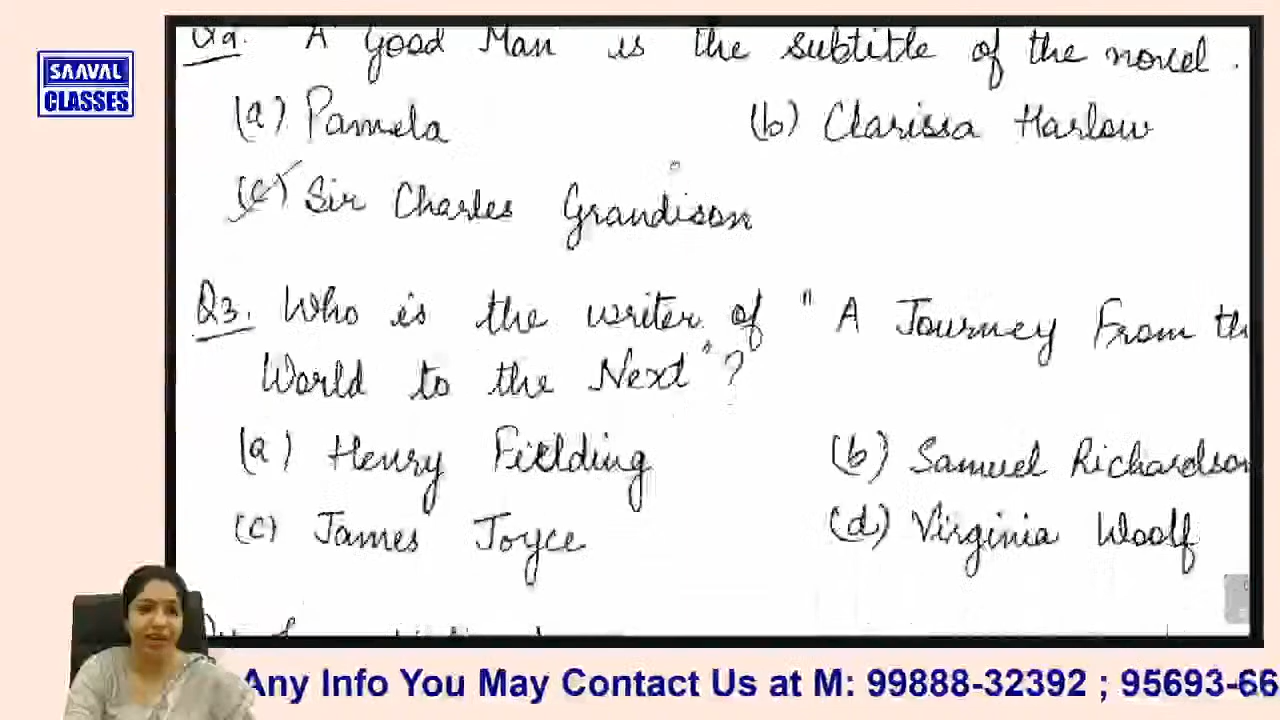 SAAVAL
CLASSES
A Good Man is the subtitle of the novel.
(a) Pamela (b) Clarissa Harlow
(c) Sir Charles Grandison
Q3. Who is the writer of "A Journey From th
World to the Next"?
(a) Henry Fielding (b) Samuel Richardson
(c) James Joyce (d) Virginia Woolf
Any Info You May Contact Us at M: 99888-32392 ; 95693-66